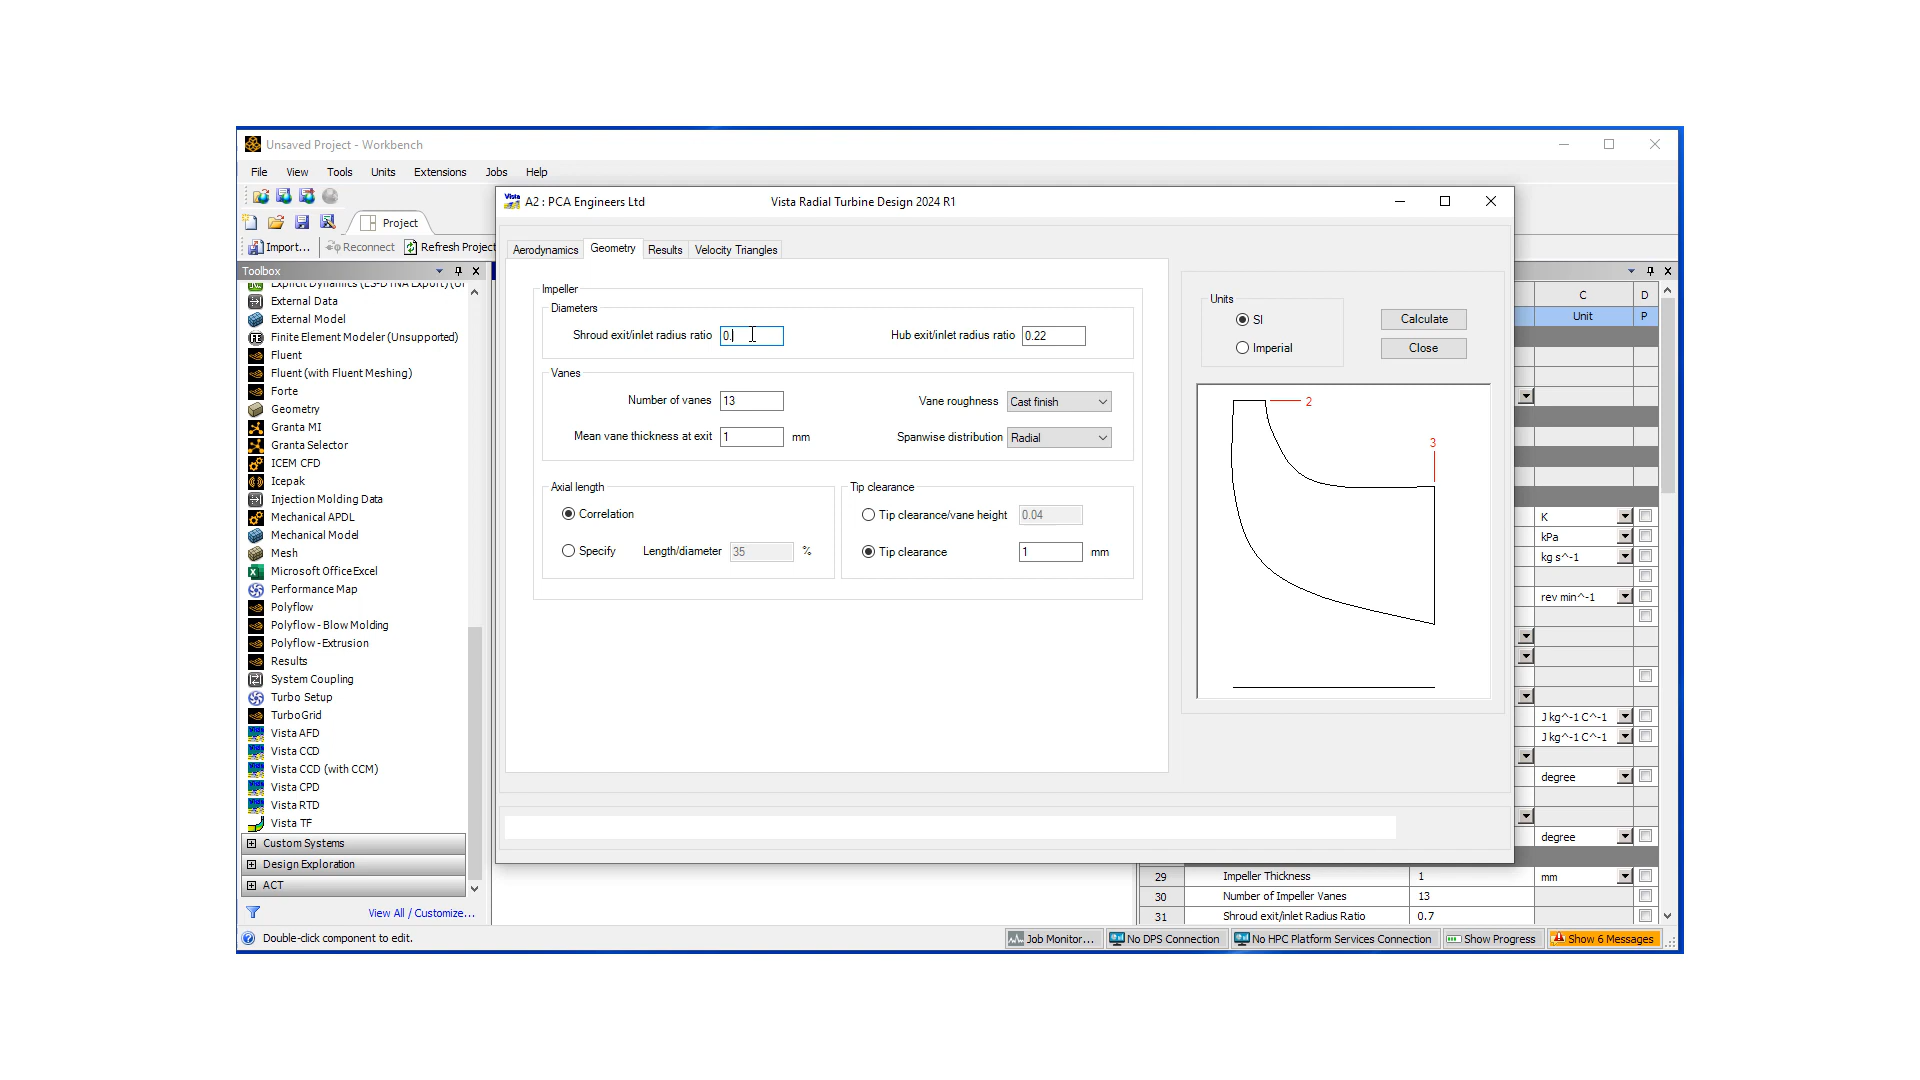 Unsaved Project - Workbench
File View Tools Units Extensions Jobs Help
Project
Import... Reconnect Refresh Project
Toolbox
Explicit Dynamics (LS-DYNA Export) (U
External Data
External Model
Finite Element Modeler (Unsupported)
Fluent
Fluent (with Fluent Meshing)
Forte
Geometry
Granta MI
Granta Selector
ICEM CFD
Icepak
Injection Molding Data
Mechanical APDL
Mechanical Model
Mesh
Microsoft Office Excel
Performance Map
Polyflow
Polyflow - Blow Molding
Polyflow - Extrusion
Results
System Coupling
Turbo Setup
TurboGrid
Vista AFD
Vista CCD
Vista CCD (with CCM)
Vista CPD
Vista RTD
Vista TF
Custom Systems
Design Exploration
ACT
View All / Customize...
Vista A2 : PCA Engineers Ltd Vista Radial Turbine Design 2024 R1
Aerodynamics Geometry Results Velocity Triangles
Impeller
Diameters
Shroud exit/inlet radius ratio 0. Hub exit/inlet radius ratio 0.22
Vanes
Number of vanes 13 Vane roughness Cast finish
Mean vane thickness at exit 1 mm Spanwise distribution Radial
Axial length Tip clearance
Correlation Tip clearance/vane height 0.04
Specify Length/diameter 35 % Tip clearance 1 mm
Units
SI Calculate
Imperial Close
2
3
C D
Unit P
K
kPa
kg s^-1
rev min^-1
J kg^-1 C^-1
J kg^-1 C^-1
degree
degree
29 Impeller Thickness 1 mm
30 Number of Impeller Vanes 13
31 Shroud exit/inlet Radius Ratio 0.7
Double-click component to edit. Job Monitor... No DPS Connection No HPC Platform Services Connection Show Progress Show 6 Messages